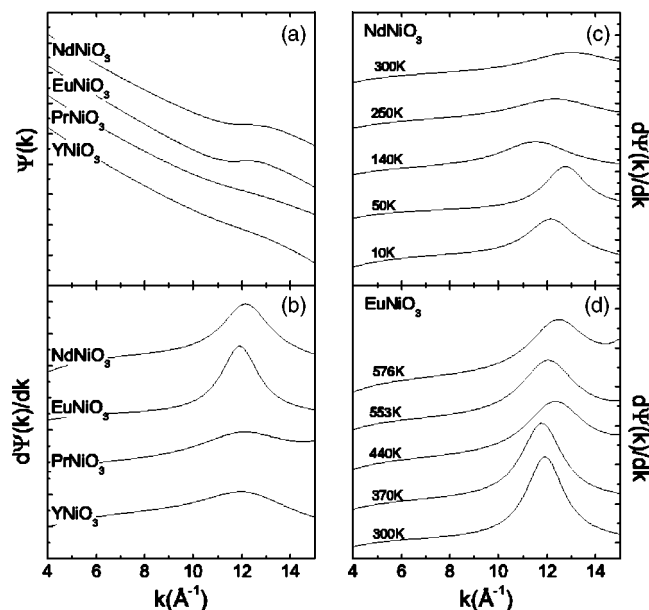 (a)
NdNiO₃
EuNiO₃
PrNiO₃
YNiO₃
Ψ(k)
(b)
NdNiO₃
EuNiO₃
PrNiO₃
YNiO₃
dΨ(k)/dk
4 6 8 10 12 14
k(Å⁻¹)
NdNiO₃ (c)
300K
250K
140K
50K
10K
dΨ(k)/dk
EuNiO₃ (d)
576K
553K
440K
370K
300K
dΨ(k)/dk
4 6 8 10 12 14
k(Å⁻¹)